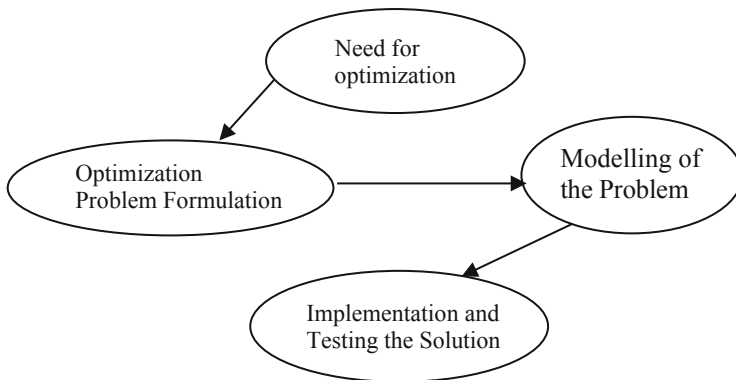 Need for
optimization
Optimization
Problem Formulation
Modelling of
the Problem
Implementation and
Testing the Solution